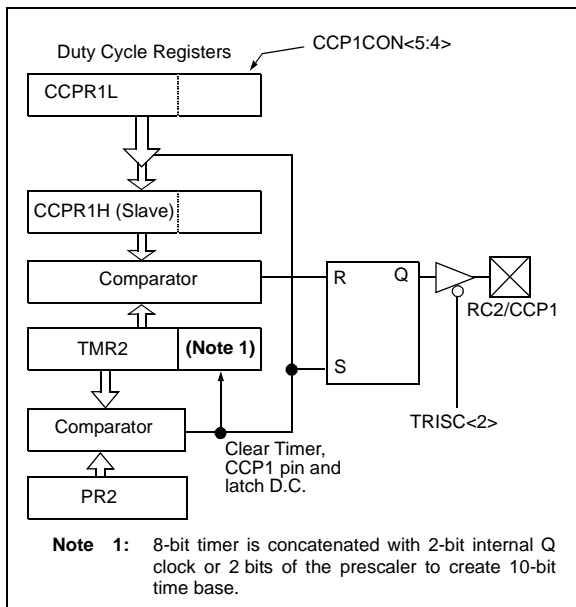 Duty Cycle Registers
CCP1CON<5:4>
CCPR1L
CCPR1H (Slave)
Comparator
R
Q
RC2/CCP1
TMR2
(Note 1)
S
TRISC<2>
Comparator
Clear Timer,
CCP1 pin and
latch D.C.
PR2
Note 1: 8-bit timer is concatenated with 2-bit internal Q
clock or 2 bits of the prescaler to create 10-bit
time base.